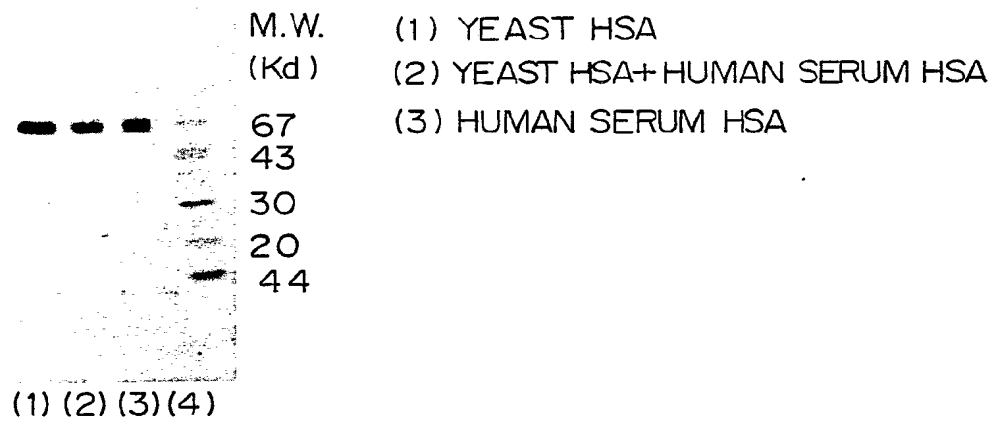 M.W.
(Kd)
67
43
30
20
44
(1) YEAST HSA
(2) YEAST HSA+HUMAN SERUM HSA
(3) HUMAN SERUM HSA
(1) (2) (3) (4)